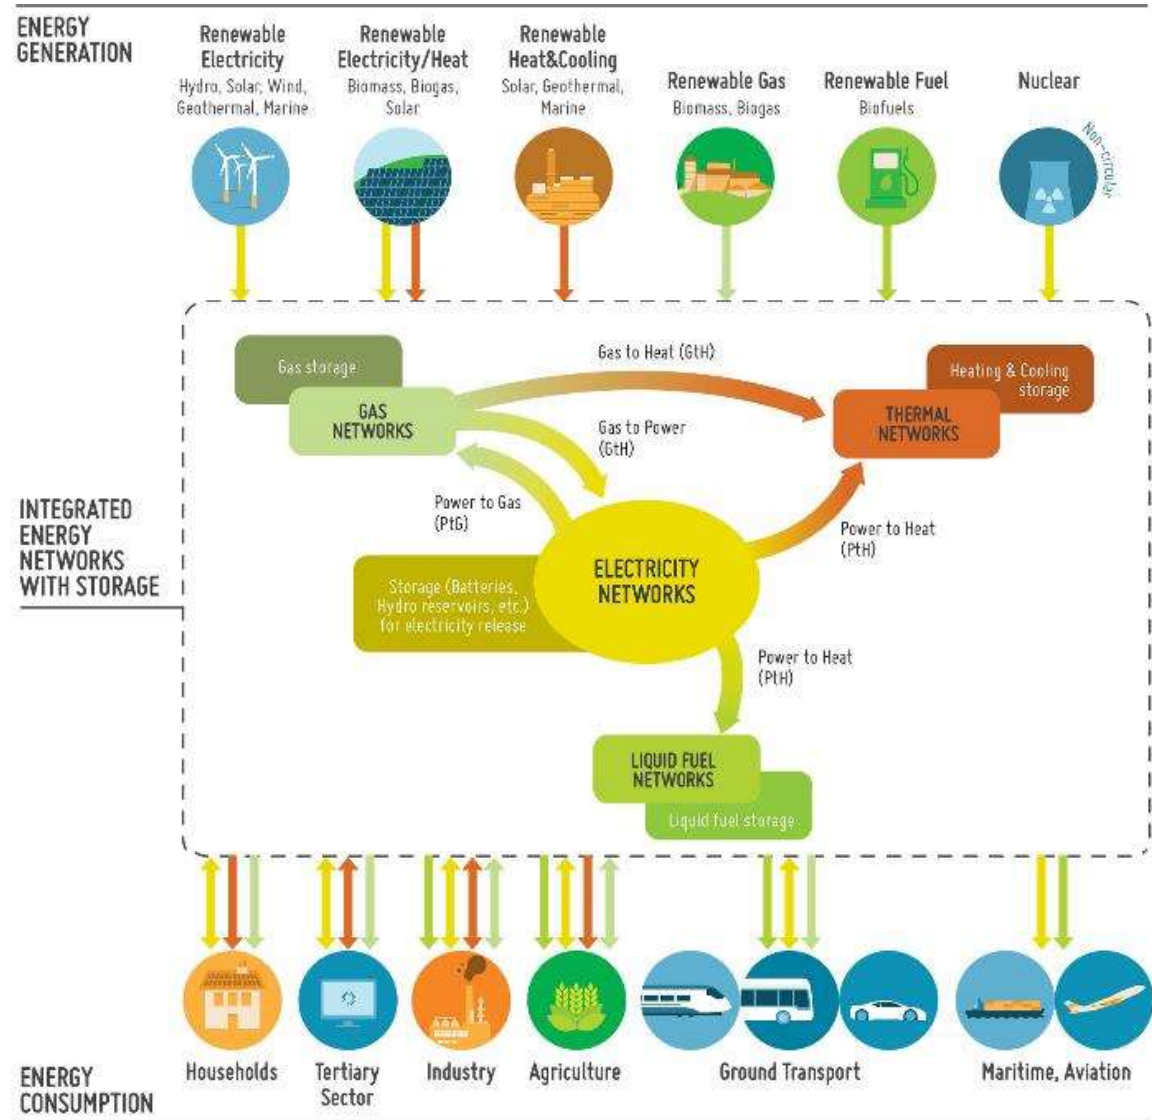 ENERGY
GENERATION
Renewable
Electricity
Hydro, Solar, Wind,
Geothermal, Marine
Renewable
Electricity/Heat
Biomass, Biogas,
Solar
Renewable
Heat&Cooling
Solar, Geothermal,
Marine
Renewable Gas
Biomass, Biogas
Renewable Fuel
Biofuels
Nuclear
Non-circular
INTEGRATED
ENERGY
NETWORKS
WITH STORAGE
Gas storage
GAS
NETWORKS
Gas to Heat (GtH)
Heating & Cooling
storage
THERMAL
NETWORKS
Gas to Power
(GtH)
Power to Gas
(PtG)
Power to Heat
(PtH)
ELECTRICITY
NETWORKS
Storage (Batteries,
Hydro reservoirs, etc.)
for electricity release
Power to Heat
(PtH)
LIQUID FUEL
NETWORKS
Liquid fuel storage
Households
Tertiary
Sector
Industry
Agriculture
Ground Transport
Maritime, Aviation
ENERGY
CONSUMPTION